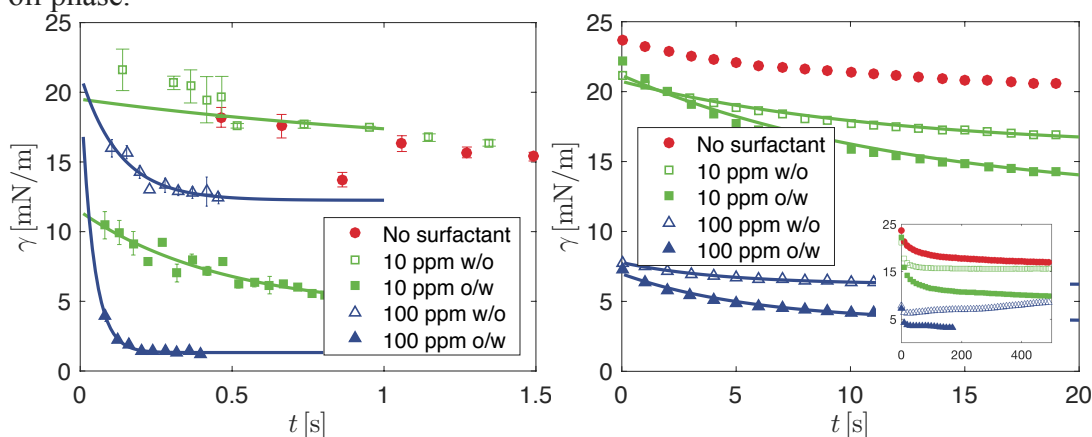 oil phase.
25
20
15
10
5
0
γ [mN/m]
No surfactant
10 ppm w/o
10 ppm o/w
100 ppm w/o
100 ppm o/w
0
0.5
1
1.5
t [s]
25
20
15
10
5
0
γ [mN/m]
No surfactant
10 ppm w/o
10 ppm o/w
100 ppm w/o
100 ppm o/w
25
15
5
0
200
400
0
5
10
15
20
t [s]